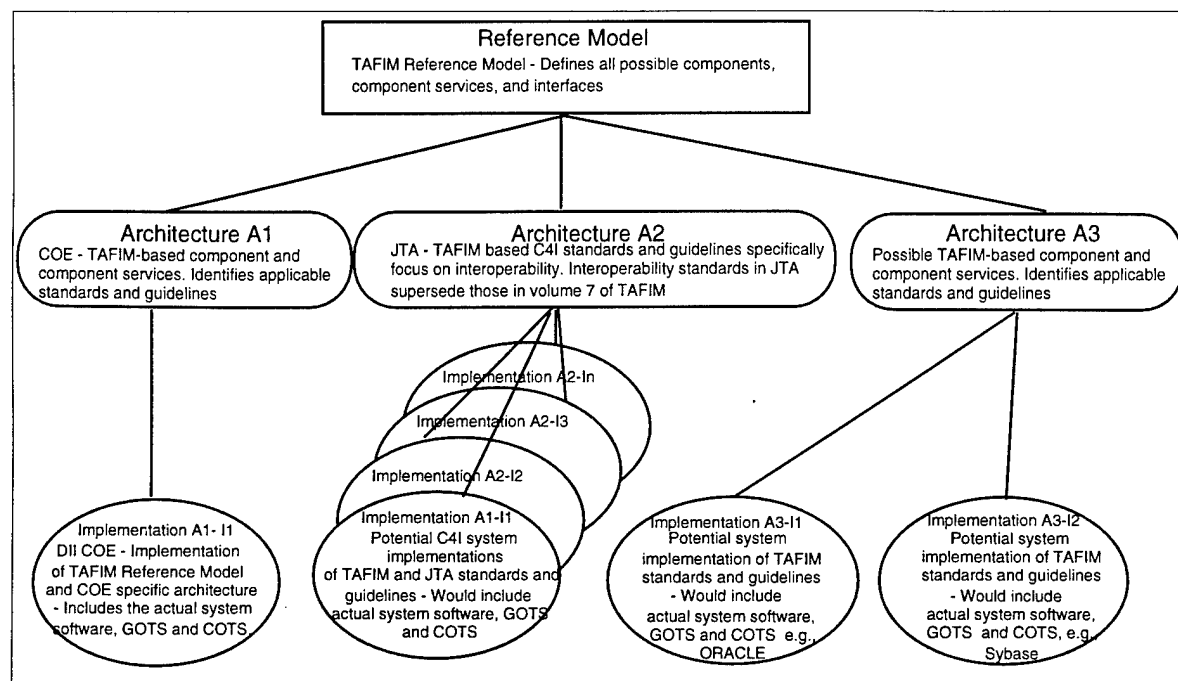 Reference Model
TAFIM Reference Model - Defines all possible components,
component services, and interfaces
Architecture A1
COE - TAFIM-based component and
component services. Identifies applicable
standards and guidelines
Architecture A2
JTA - TAFIM based C4I standards and guidelines specifically
focus on interoperability. Interoperability standards in JTA
supersede those in volume 7 of TAFIM
Architecture A3
Possible TAFIM-based component and
component services. Identifies applicable
standards and guidelines
Implementation A2-In
Implementation A2-I3
Implementation A2-I2
Implementation A1- I1
DII COE - Implementation
of TAFIM Reference Model
and COE specific architecture
- Includes the actual system
software, GOTS and COTS.
Implementation A1-I1
Potential C4I system
implementations
of TAFIM and JTA standards and
guidelines - Would include
actual system software, GOTS
and COTS
Implementation A3-I1
Potential system
implementation of TAFIM
standards and guidelines
- Would include
actual system software,
GOTS and COTS e.g.,
ORACLE
Implementation A3-I2
Potential system
implementation of TAFIM
standards and guidelines
- Would include
actual system software,
GOTS and COTS, e.g.,
Sybase